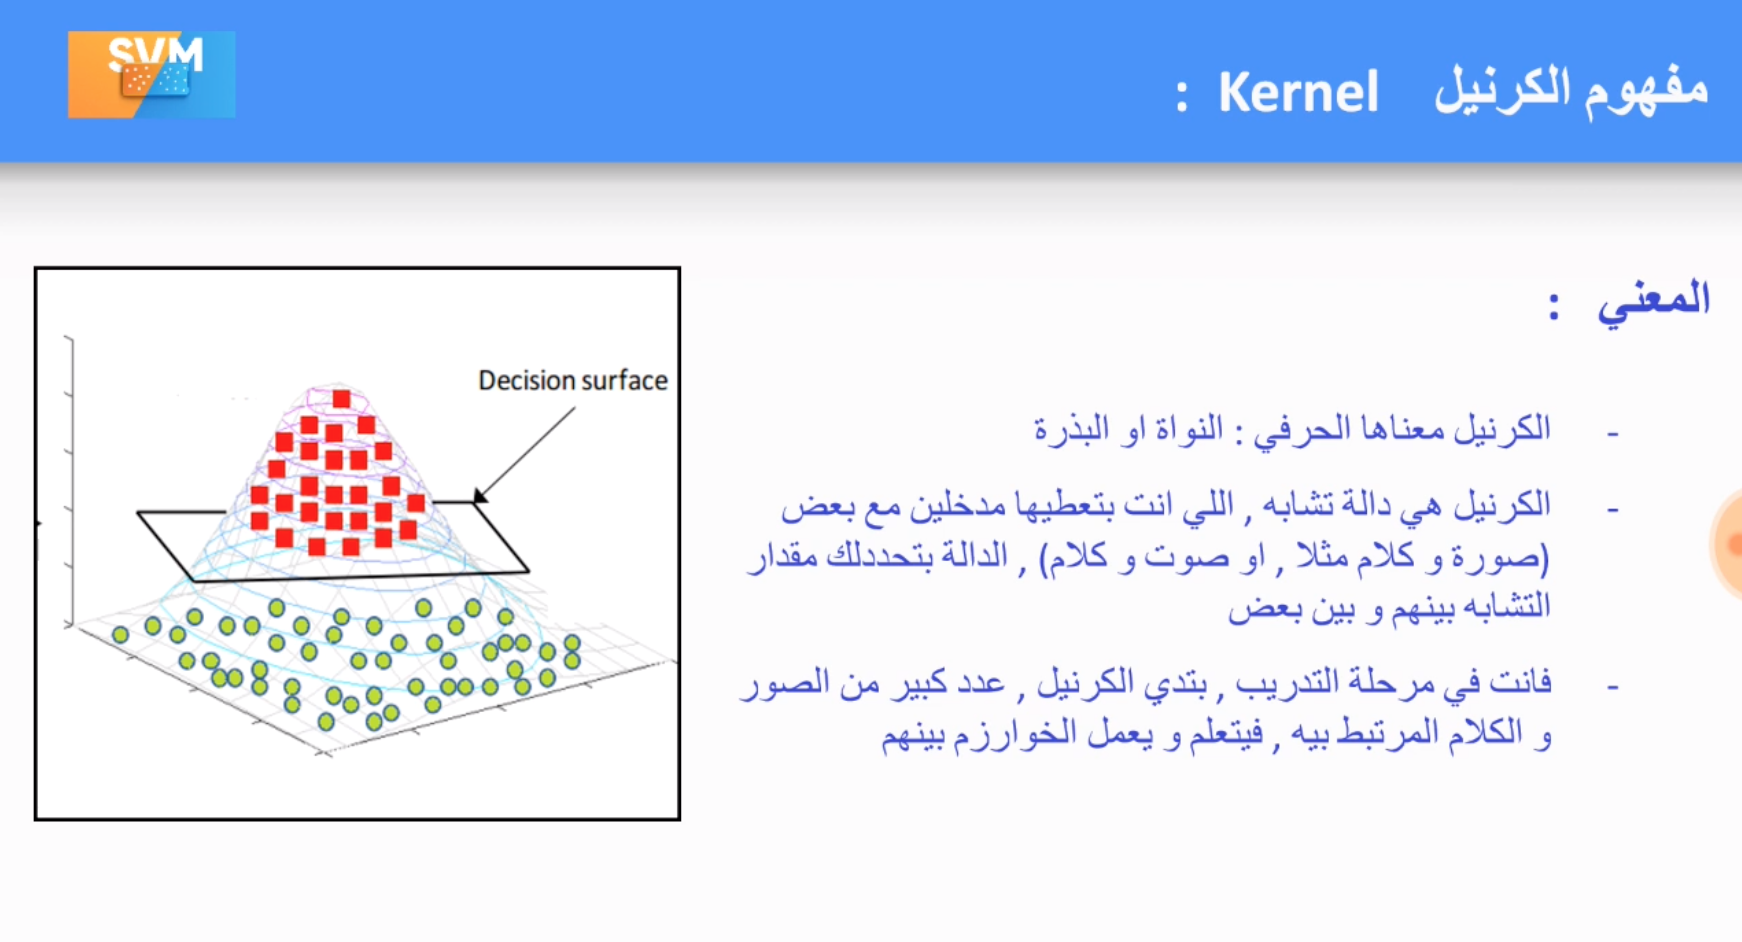 SVM
مفهوم الكرنيل Kernel :
المعني :
- الكرنيل معناها الحرفي : النواة او البذرة
- الكرنيل هي دالة تشابه , اللي انت بتعطيها مدخلين مع بعض
(صورة و كلام مثلا , او صوت و كلام) , الدالة بتحددلك مقدار
التشابه بينهم و بين بعض
- فانت في مرحلة التدريب , بتدي الكرنيل , عدد كبير من الصور
و الكلام المرتبط بيه , فيتعلم و يعمل الخوارزم بينهم
Decision surface